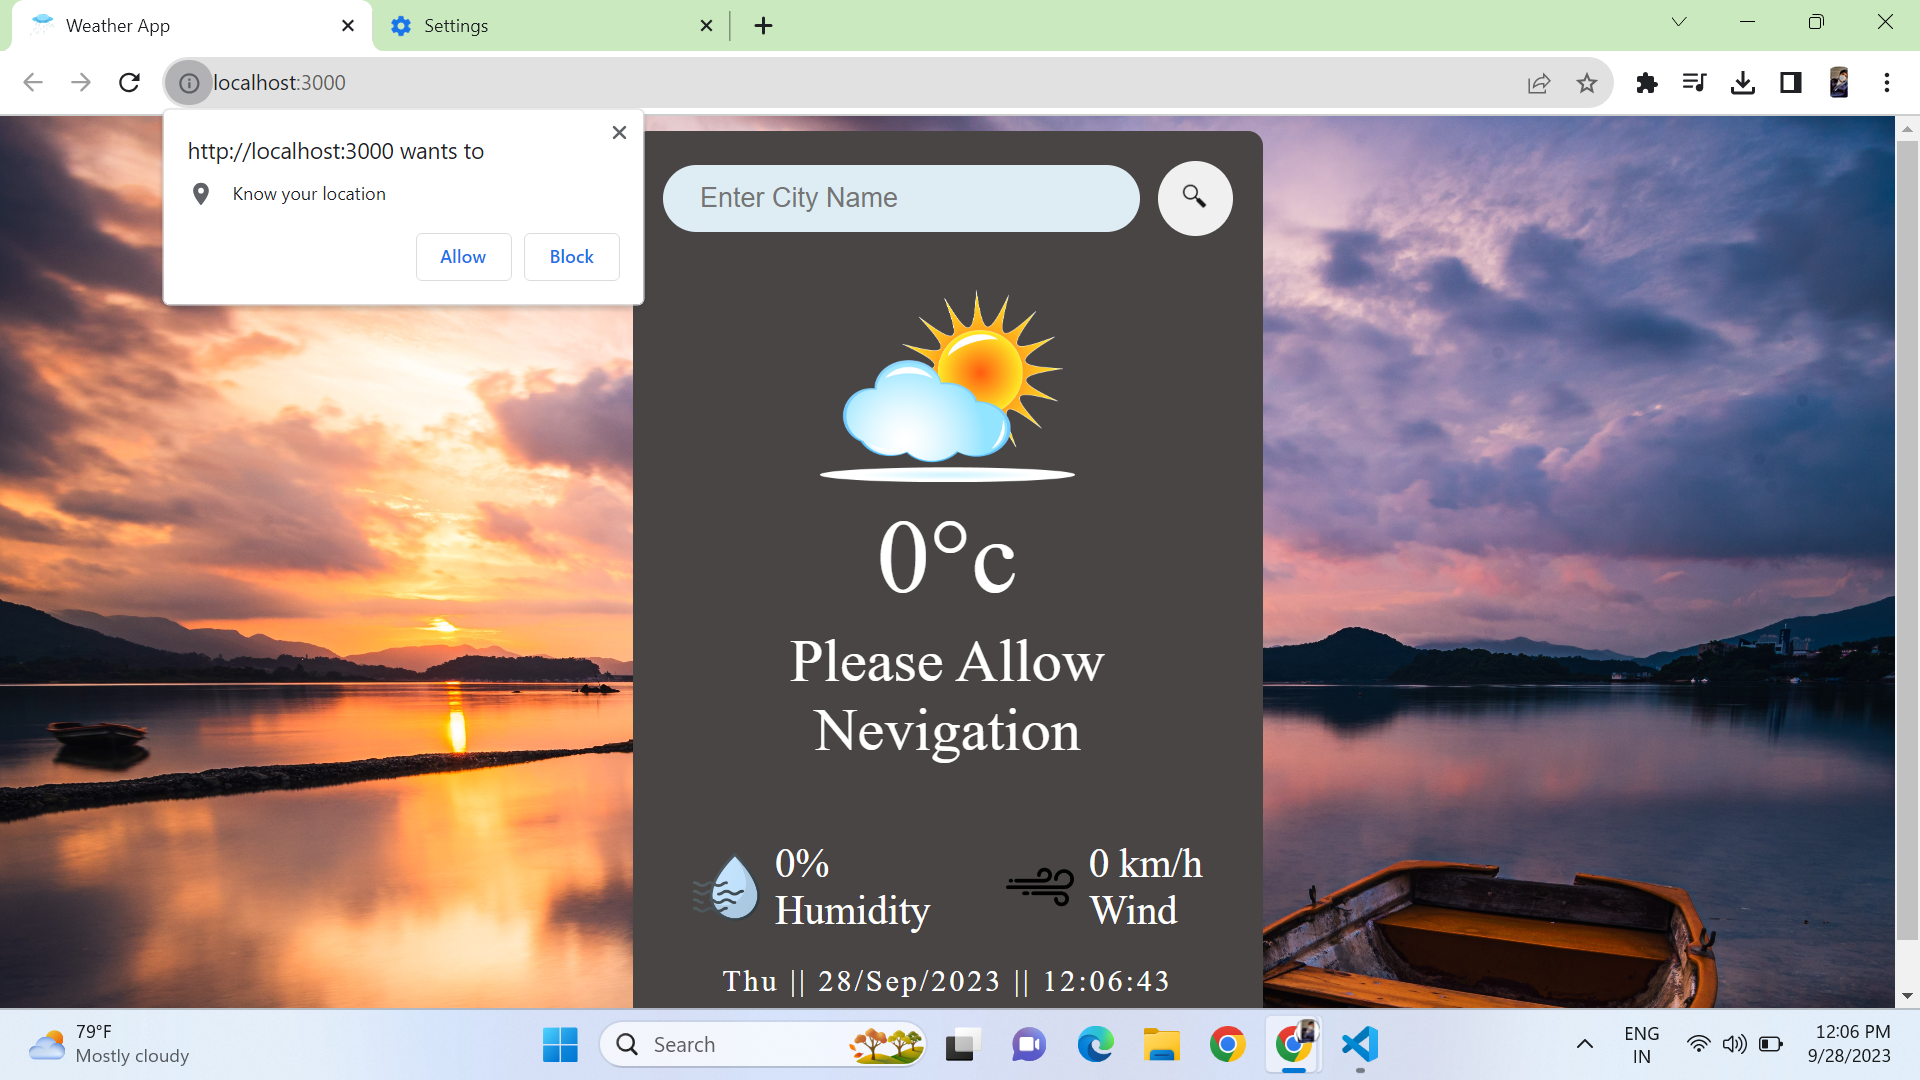 Weather App
Settings
localhost:3000
http://localhost:3000 wants to
Know your location
Allow
Block
Enter City Name
0°c
Please Allow
Nevigation
0%
Humidity
0 km/h
Wind
Thu || 28/Sep/2023 || 12:06:43
79°F
Mostly cloudy
Search
ENG
IN
12:06 PM
9/28/2023